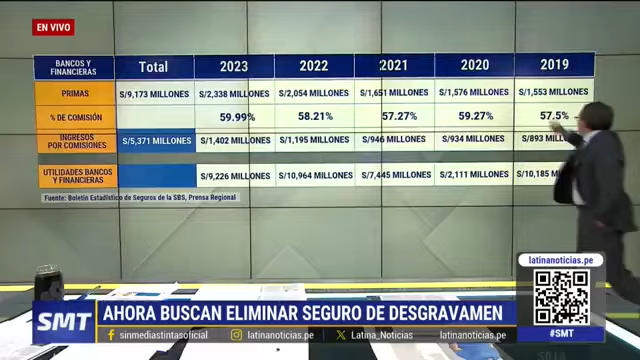 EN VIVO
BANCOS Y FINANCIERAS Total 2023 2022 2021 2020 2019
PRIMAS S/9,173 MILLONES S/2,338 MILLONES S/2,054 MILLONES S/1,651 MILLONES S/1,576 MILLONES S/1,553 MILLONES
% DE COMISIÓN 59.99% 58.21% 57.27% 59.27% 57.5%
INGRESOS POR COMISIONES S/5,371 MILLONES S/1,402 MILLONES S/1,195 MILLONES S/946 MILLONES S/934 MILLONES S/893
UTILIDADES BANCOS Y FINANCIERAS S/9,226 MILLONES S/10,964 MILLONES S/7,445 MILLONES S/2,111 MILLONES S/10,185
Fuente: Boletín Estadístico de Seguros de la SBS, Prensa Regional
latinanoticias.pe
#SMT
SMT
AHORA BUSCAN ELIMINAR SEGURO DE DESGRAVAMEN
sinmediastintasoficial latinanoticias.pe Latina_Noticias latinanoticias.pe